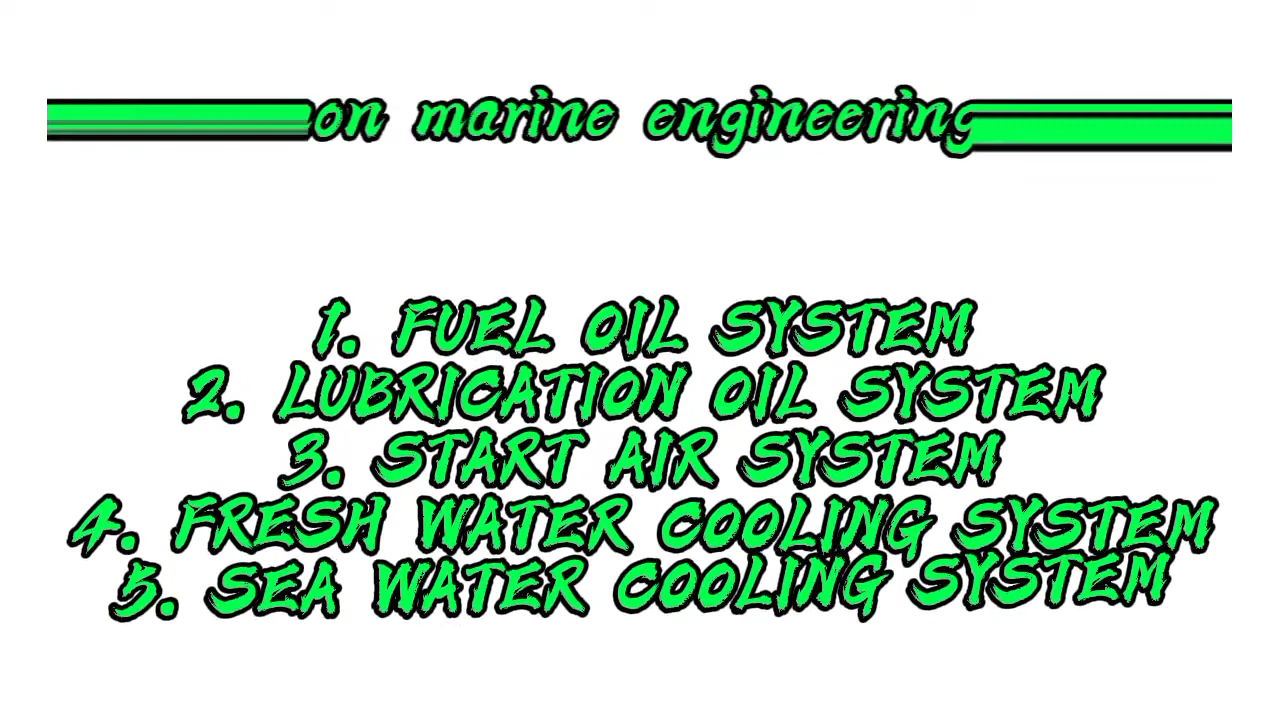 on marine engineering
1. FUEL OIL SYSTEM
2. LUBRICATION OIL SYSTEM
3. START AIR SYSTEM
4. FRESH WATER COOLING SYSTEM
5. SEA WATER COOLING SYSTEM